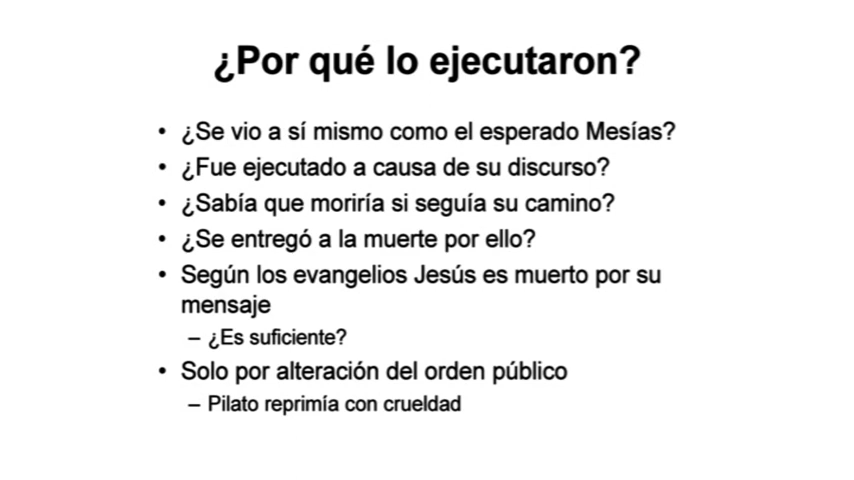 ¿Por qué lo ejecutaron?
• ¿Se vio a sí mismo como el esperado Mesías?
• ¿Fue ejecutado a causa de su discurso?
• ¿Sabía que moriría si seguía su camino?
• ¿Se entregó a la muerte por ello?
• Según los evangelios Jesús es muerto por su
mensaje
– ¿Es suficiente?
• Solo por alteración del orden público
– Pilato reprimía con crueldad